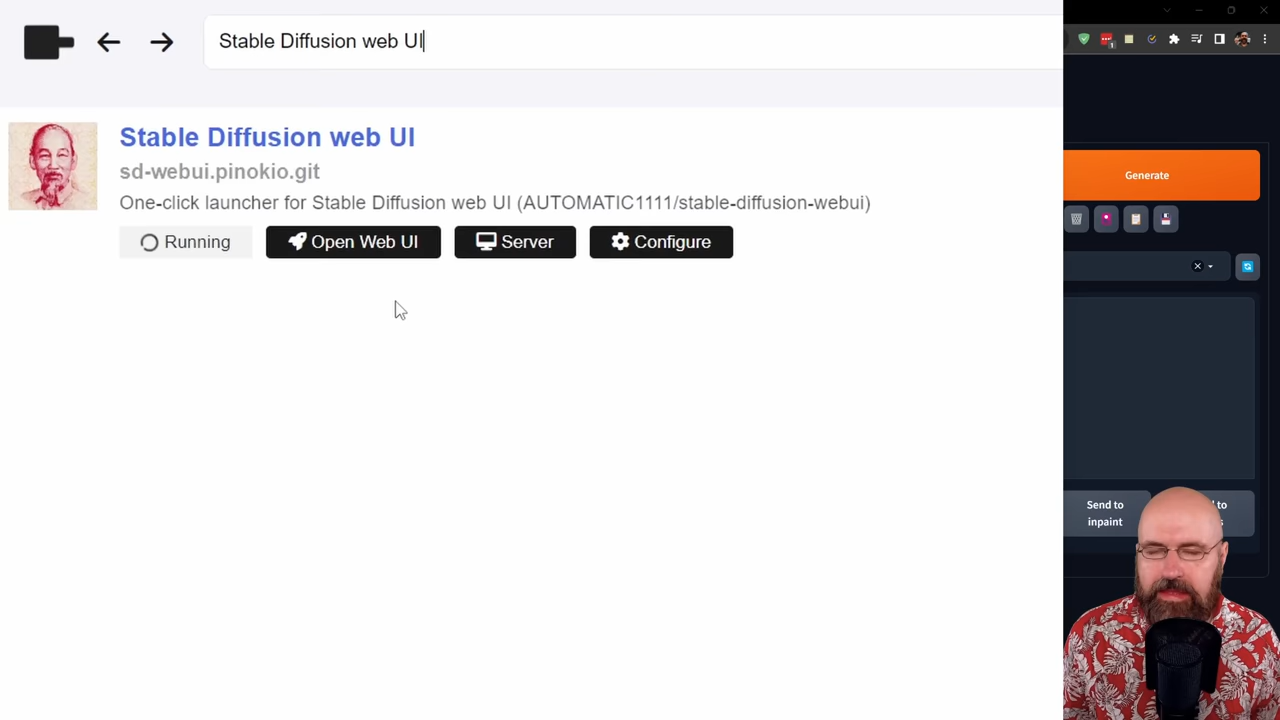 Stable Diffusion web UI
Stable Diffusion web UI
sd-webui.pinokio.git
One-click launcher for Stable Diffusion web UI (AUTOMATIC1111/stable-diffusion-webui)
Running
Open Web UI
Server
Configure
1
Generate
Send to
inpaint